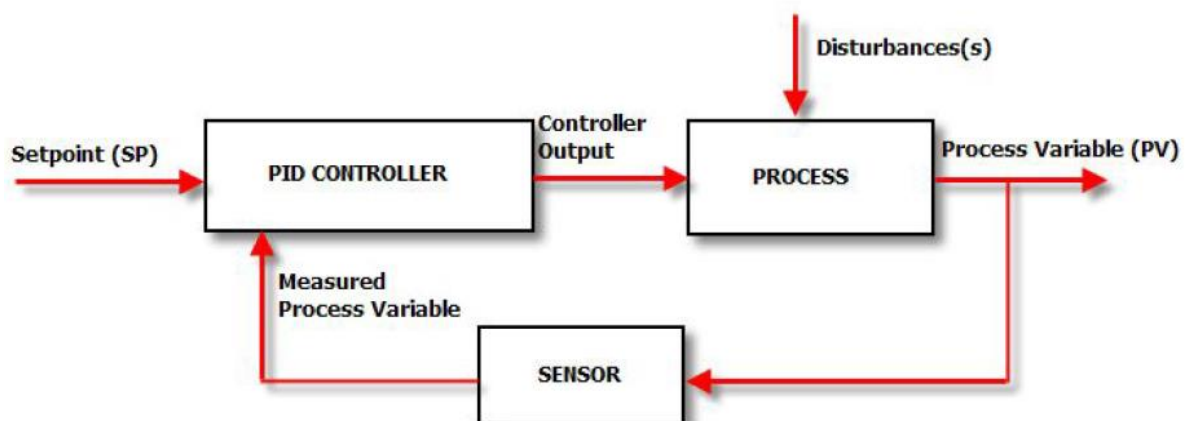 Disturbances(s)
Setpoint (SP)
PID CONTROLLER
Controller
Output
PROCESS
Process Variable (PV)
Measured
Process Variable
SENSOR